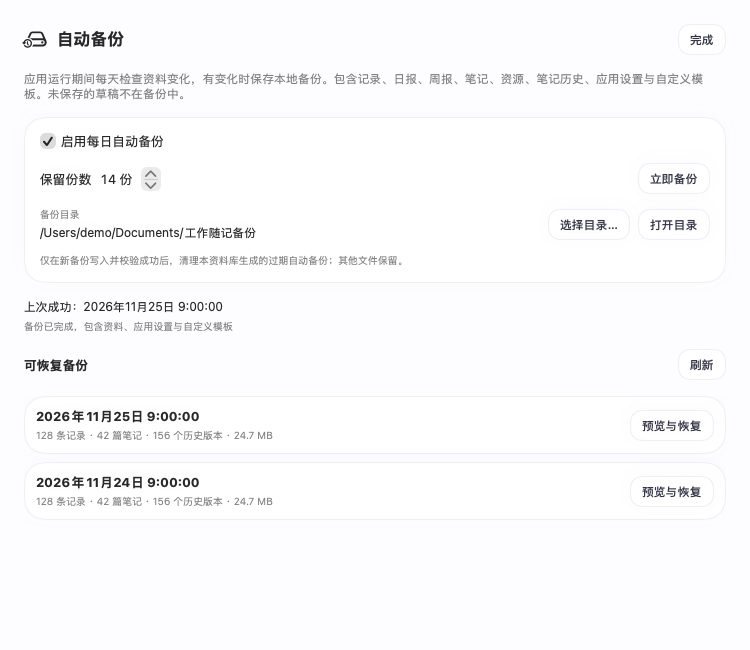 自动备份
完成
应用运行期间每天检查资料变化，有变化时保存本地备份。包含记录、日报、周报、笔记、资源、笔记历史、应用设置与自定义模
板。未保存的草稿不在备份中。
启用每日自动备份
保留份数 14 份
立即备份
备份目录
/Users/demo/Documents/工作随记备份
选择目录...
打开目录
仅在新备份写入并校验成功后，清理本资料库生成的过期自动备份；其他文件保留。
上次成功：2026年11月25日 9:00:00
备份已完成，包含资料、应用设置与自定义模板
可恢复备份
刷新
2026年11月25日 9:00:00
128 条记录 · 42 篇笔记 · 156 个历史版本 · 24.7 MB
预览与恢复
2026年11月24日 9:00:00
128 条记录 · 42 篇笔记 · 156 个历史版本 · 24.7 MB
预览与恢复